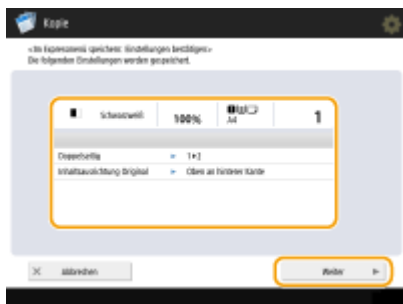 Kopie
<Im Expressmenü speichern: Einstellungen bestätigen>
Die folgenden Einstellungen werden gespeichert.
Schwarzweiß 100% A4 1
Doppelseitig ► 1►2
Inhaltsausrichtung Original ► Oben an hinterer Kante
Abbrechen Weiter